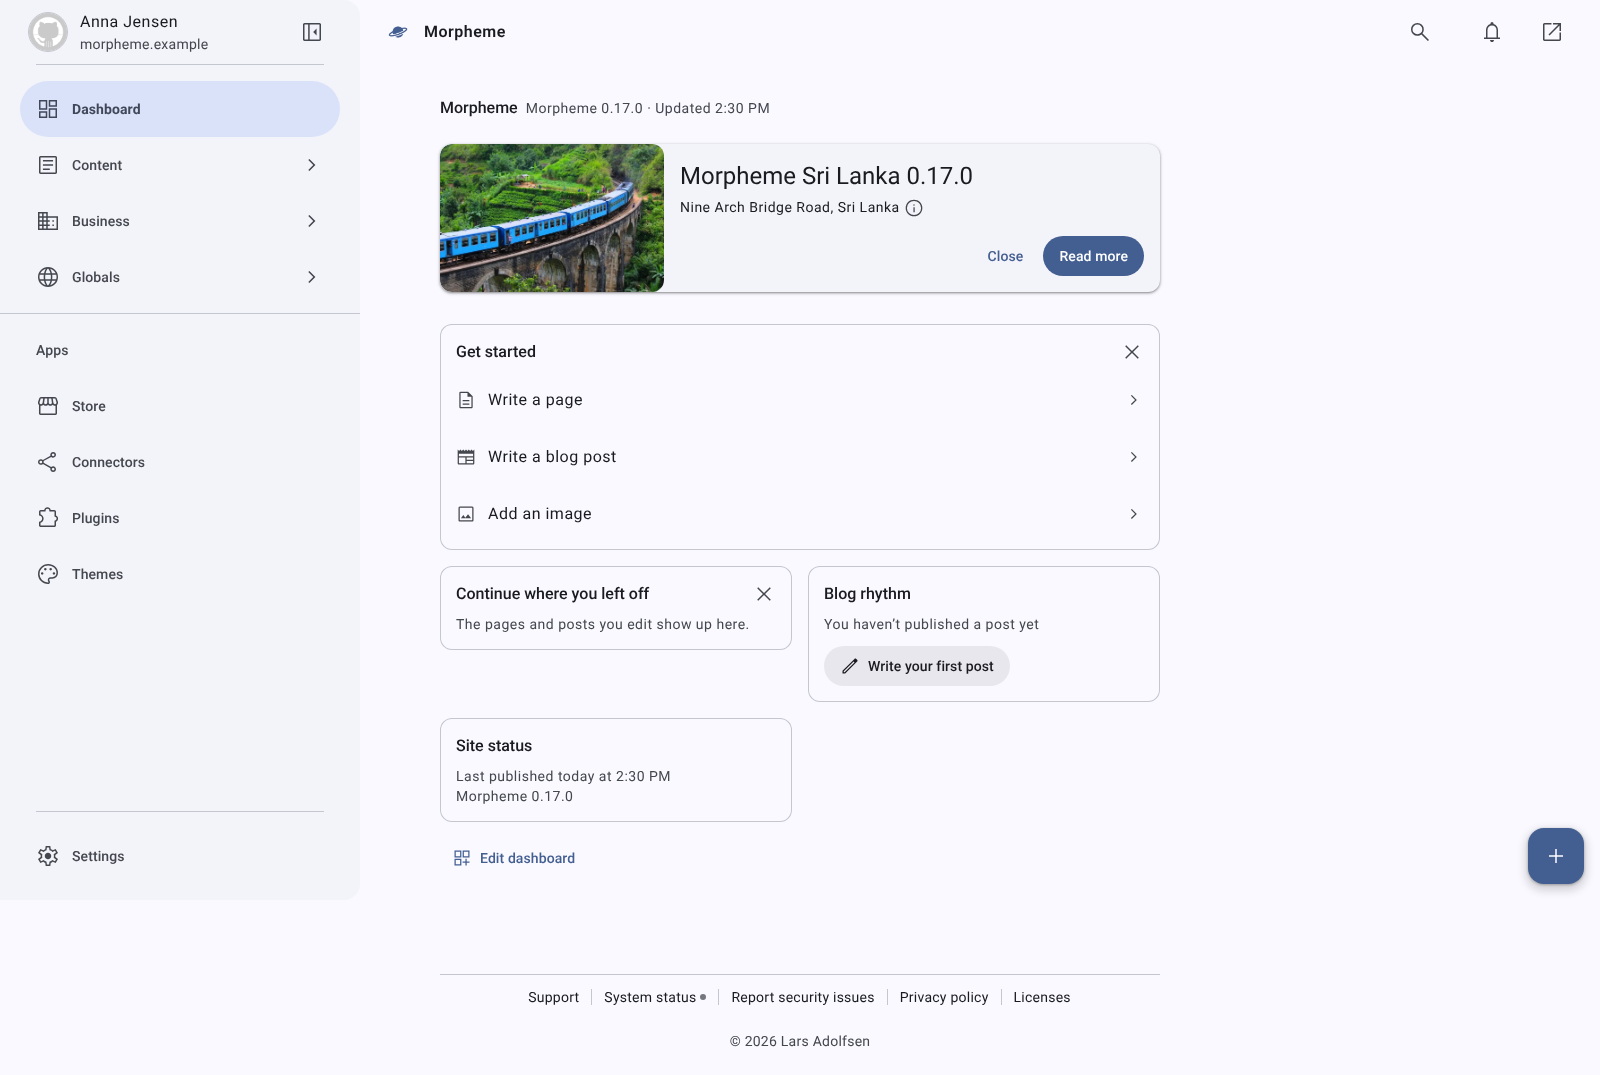 Anna Jensen
morpheme.example
Dashboard
Content
Business
Globals
Apps
Store
Connectors
Plugins
Themes
Settings
Morpheme
Morpheme Morpheme 0.17.0 · Updated 2:30 PM
Morpheme Sri Lanka 0.17.0
Nine Arch Bridge Road, Sri Lanka
Close Read more
Get started
Write a page
Write a blog post
Add an image
Continue where you left off
The pages and posts you edit show up here.
Blog rhythm
You haven’t published a post yet
Write your first post
Site status
Last published today at 2:30 PM
Morpheme 0.17.0
Edit dashboard
Support System status Report security issues Privacy policy Licenses
© 2026 Lars Adolfsen